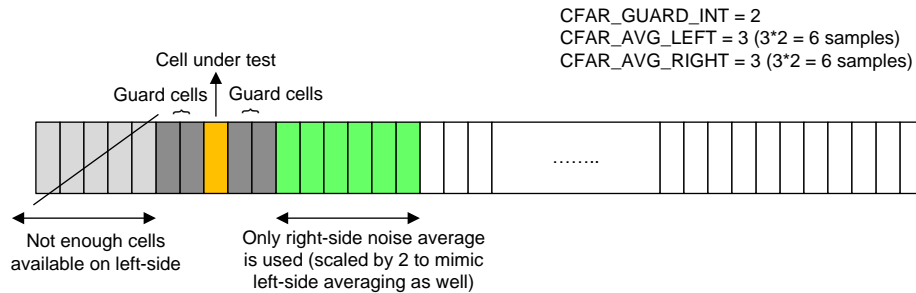 CFAR_GUARD_INT = 2
CFAR_AVG_LEFT = 3 (3*2 = 6 samples)
CFAR_AVG_RIGHT = 3 (3*2 = 6 samples)
Cell under test
Guard cells
Guard cells
........
Not enough cells
available on left-side
Only right-side noise average
is used (scaled by 2 to mimic
left-side averaging as well)